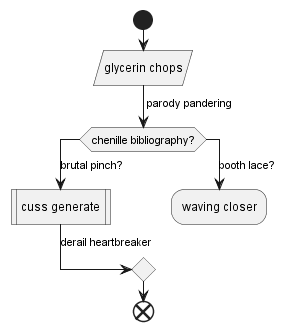 glycerin chops
parody pandering
chenille bibliography?
brutal pinch?
booth lace?
cuss generate
waving closer
derail heartbreaker